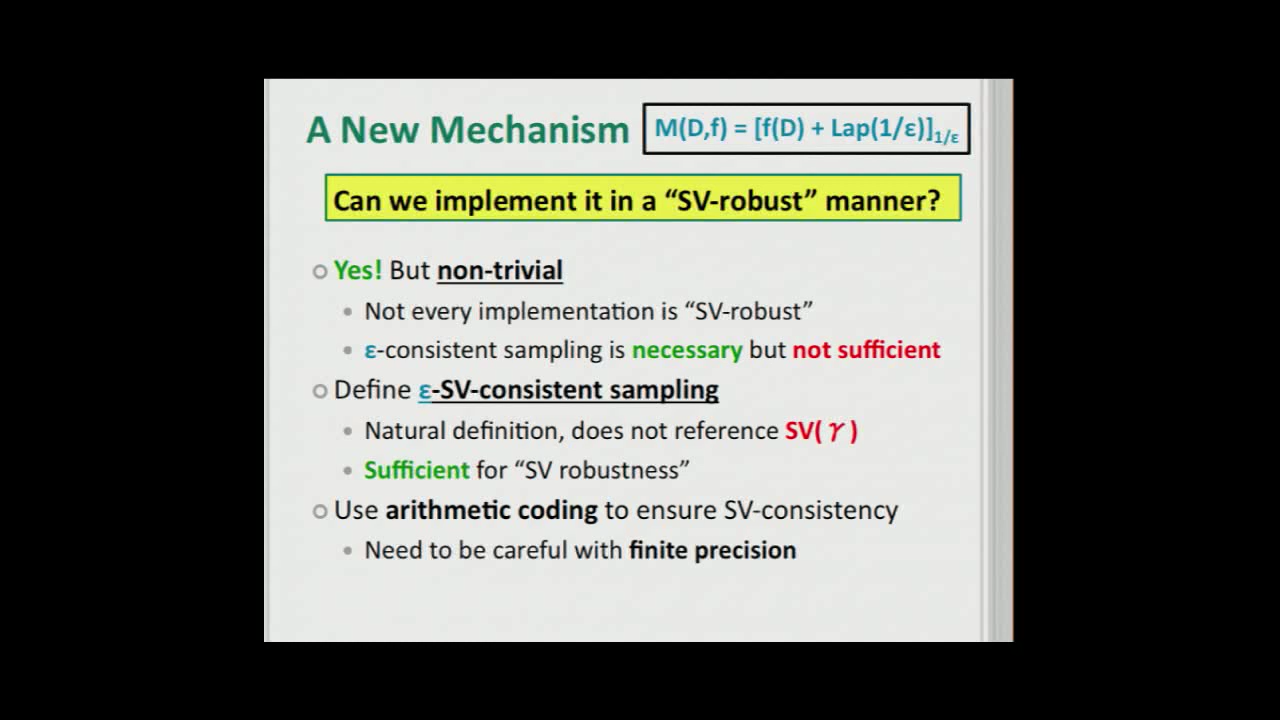 A New Mechanism
M(D,f) = [f(D) + Lap(1/ε)]1/ε
Can we implement it in a “SV-robust” manner?
Yes! But non-trivial
Not every implementation is “SV-robust”
ε-consistent sampling is necessary but not sufficient
Define ε-SV-consistent sampling
Natural definition, does not reference SV(γ)
Sufficient for “SV robustness”
Use arithmetic coding to ensure SV-consistency
Need to be careful with finite precision